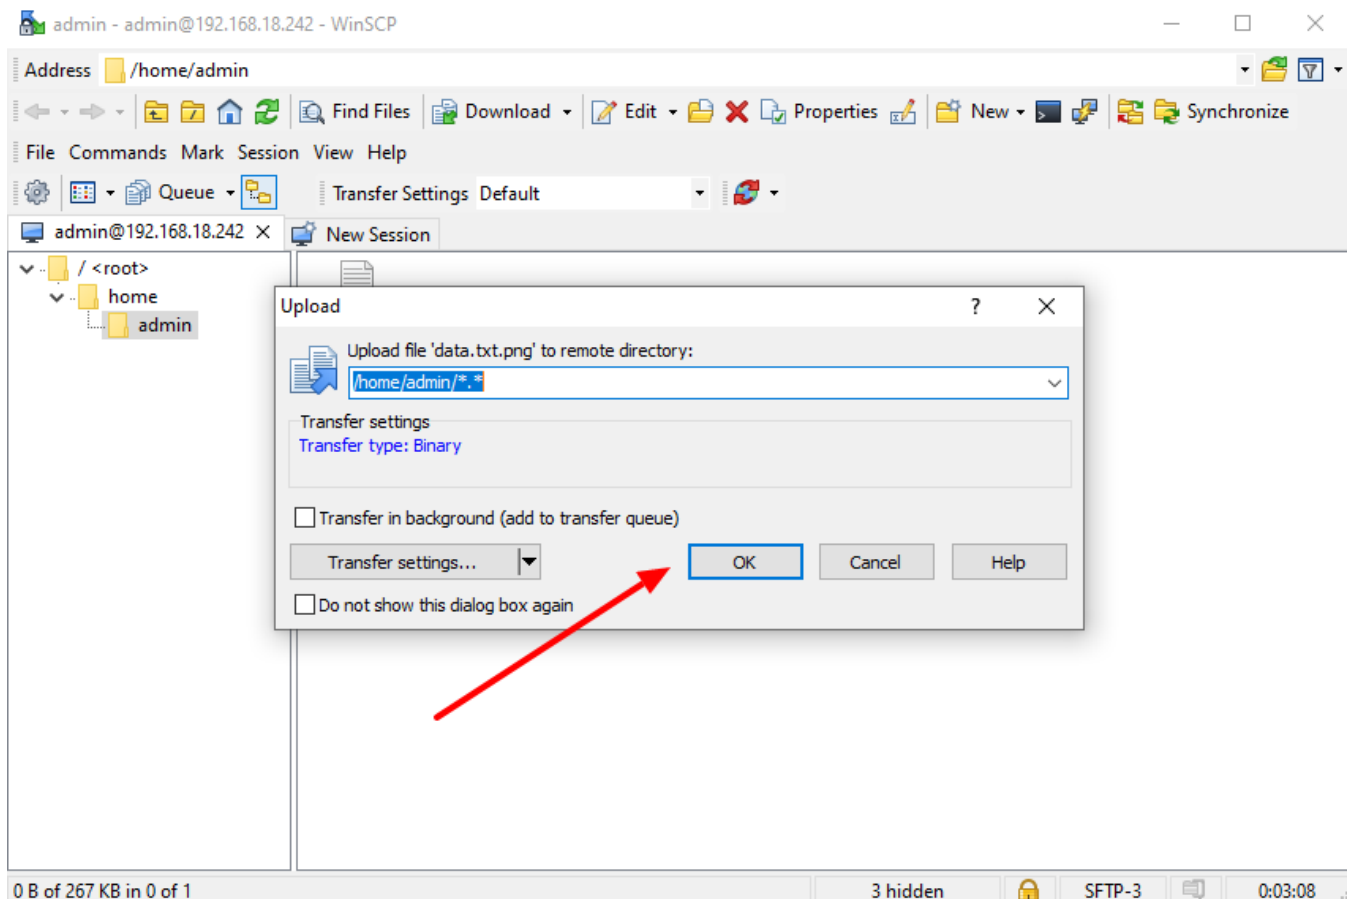 admin - admin@192.168.18.242 - WinSCP
Address /home/admin
Find Files Download Edit Properties New Synchronize
File Commands Mark Session View Help
Queue Transfer Settings Default
admin@192.168.18.242 New Session
/ <root>
home
admin
Upload ?
Upload file 'data.txt.png' to remote directory:
/home/admin/*.*
Transfer settings
Transfer type: Binary
Transfer in background (add to transfer queue)
Transfer settings... OK Cancel Help
Do not show this dialog box again
0 B of 267 KB in 0 of 1 3 hidden SFTP-3 0:03:08